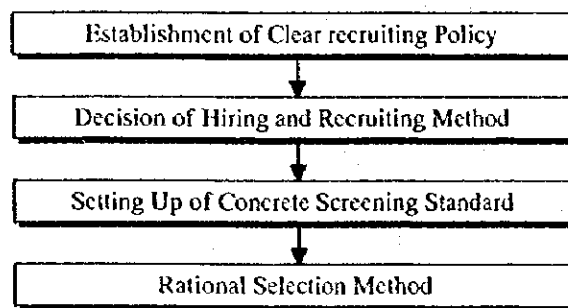 Establishment of Clear recruiting Policy
Decision of Hiring and Recruiting Method
Setting Up of Concrete Screening Standard
Rational Selection Method